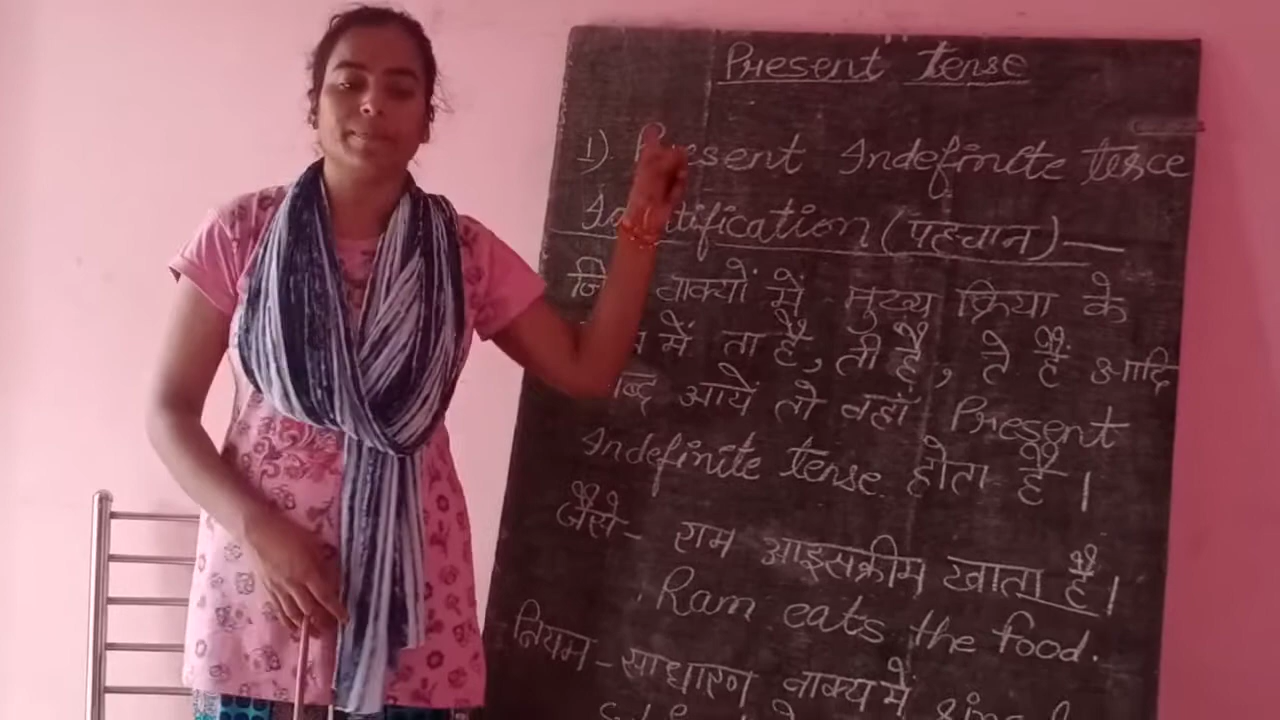 Present Tense
1) Present Indefinite tesce
Identification (पहचान) —
वाक्यों में मुख्य क्रिया के
में ता है, ती है, ते हैं आदि
आयें तो वहाँ Present
Indefinite tense होता है।
जैसे- राम आइसक्रीम खाता है।
Ram eats the food.
नियम - साधारण वाक्य में